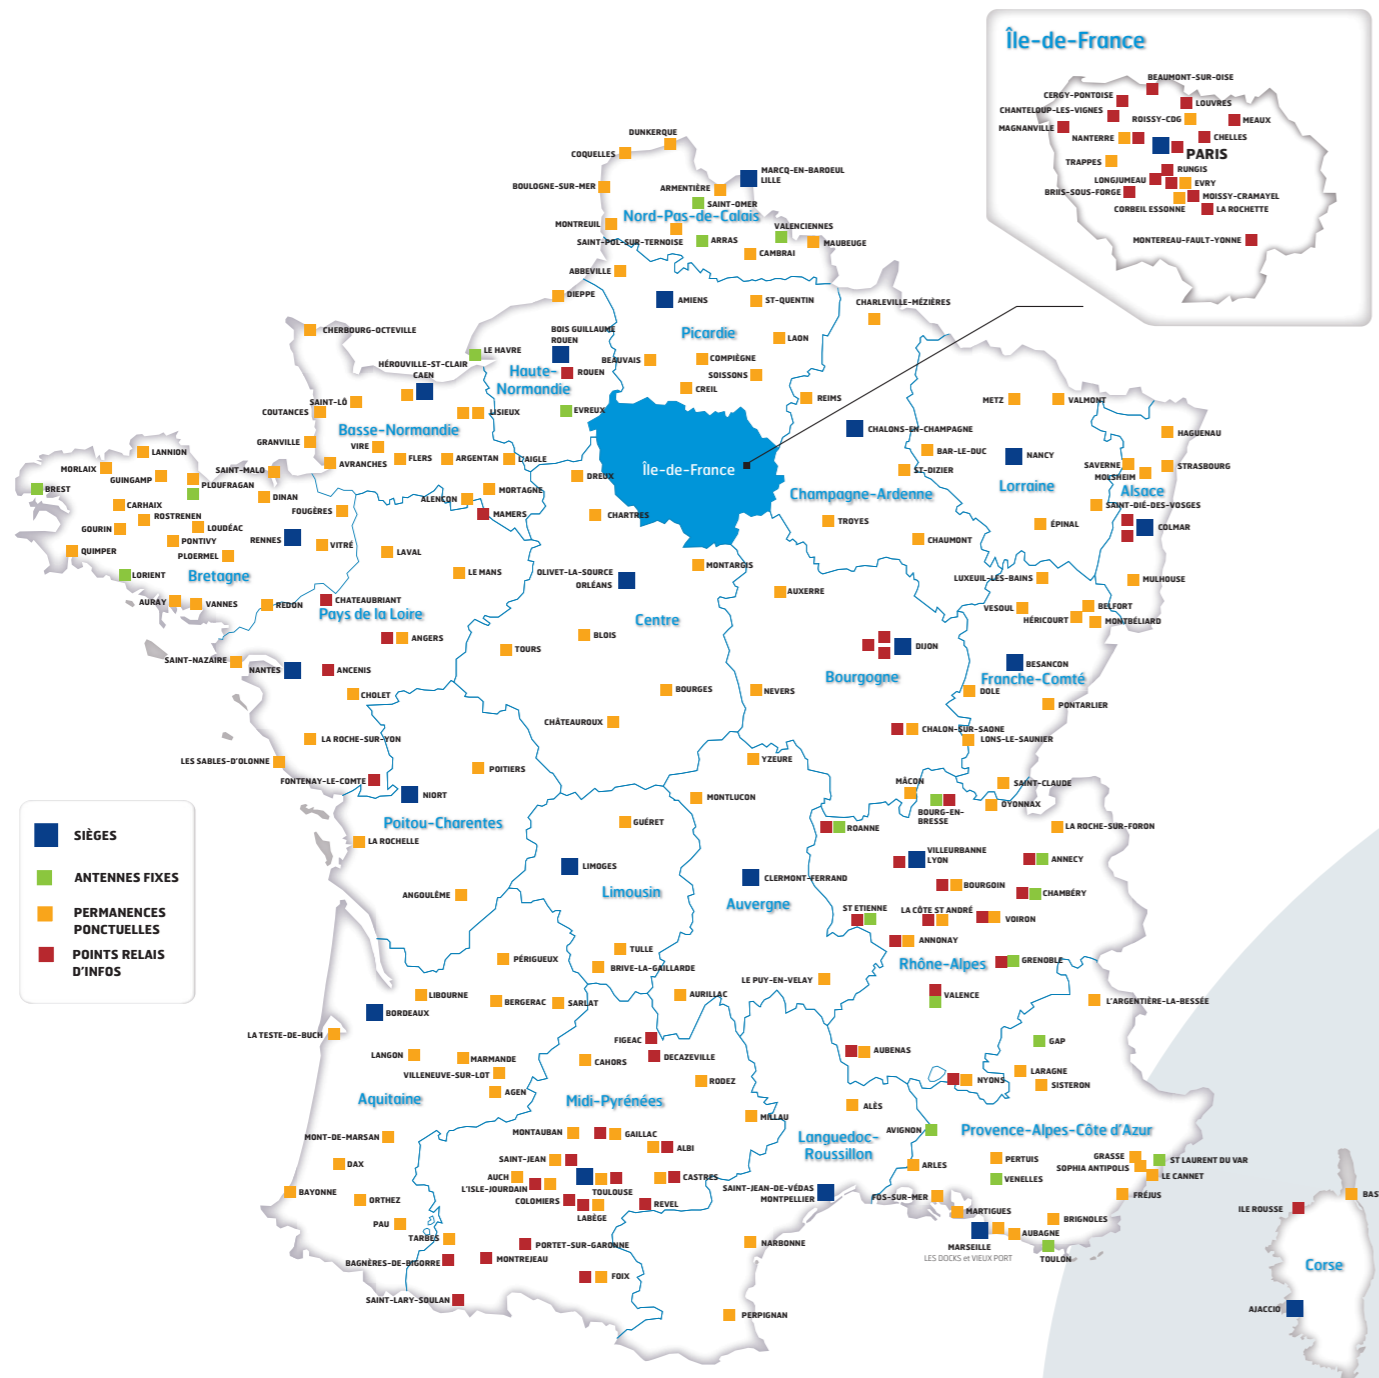 Île-de-France
BEAUMONT-SUR-OISE
CERGY-PONTOISE
LOUVRES
CHANTELOUP-LES-VIGNES
ROISSY-CDG
MEAUX
MAGNANVILLE
NANTERRE
CHELLES
PARIS
TRAPPES
RUNGIS
LONGJUMEAU
EVRY
BRIIS-SOUS-FORGE
MOISSY-CRAMAYEL
CORBEIL ESSONNE
LA ROCHETTE
MONTEREAU-FAULT-YONNE
DUNKERQUE
COQUELLES
MARCQ-EN-BAROEUL
LILLE
BOULOGNE-SUR-MER
ARMENTIÈRE
SAINT-OMER
Nord-Pas-de-Calais
MONTREUIL
VALENCIENNES
SAINT-POL-SUR-TERNOISE
ARRAS
MAUBEUGE
CAMBRAI
ABBEVILLE
DIEPPE
AMIENS
ST-QUENTIN
CHARLEVILLE-MÉZIÈRES
CHERBOURG-OCTEVILLE
BOIS GUILLAUME
ROUEN
Picardie
LAON
LE HAVRE
HÉROUVILLE-ST-CLAIR
CAEN
BEAUVAIS
COMPIÈGNE
Haute-
Normandie
ROUEN
SOISSONS
CREIL
REIMS
METZ
VALMONT
SAINT-LÔ
COUTANCES
LISIEUX
EVREUX
Basse-Normandie
CHALONS-EN-CHAMPAGNE
HAGUENAU
GRANVILLE
VIRE
BAR-LE-DUC
NANCY
LANNION
AVRANCHES
FLERS
ARGENTAN
L'AIGLE
Île-de-France
ST-DIZIER
SAVERNE
STRASBOURG
MOLSHEIM
MORLAIX
GUINGAMP
SAINT-MALO
DREUX
Lorraine
Alsace
BREST
PLOUFRAGAN
DINAN
ALENÇON
MORTAGNE
Champagne-Ardenne
CARHAIX
ROSTRENEN
FOUGÈRES
MAMERS
CHARTRES
TROYES
SAINT-DIÉ-DES-VOSGES
ÉPINAL
COLMAR
GOURIN
LOUDÉAC
PONTIVY
RENNES
VITRÉ
CHAUMONT
QUIMPER
PLOERMEL
LAVAL
LORIENT
Bretagne
LE MANS
OLIVET-LA-SOURCE
ORLÉANS
MONTARGIS
LUXEUIL-LES-BAINS
MULHOUSE
AUXERRE
AURAY
VANNES
REDON
CHATEAUBRIANT
Pays de la Loire
Centre
VESOUL
BELFORT
HÉRICOURT
MONTBÉLIARD
ANGERS
BLOIS
TOURS
DIJON
SAINT-NAZAIRE
NANTES
ANCENIS
BESANCON
Bourgogne
Franche-Comté
CHOLET
BOURGES
NEVERS
DOLE
PONTARLIER
CHÂTEAUROUX
CHALON-SUR-SAONE
LONS-LE-SAUNIER
LA ROCHE-SUR-YON
LES SABLES-D'OLONNE
POITIERS
YZEURE
FONTENAY-LE-COMTE
NIORT
MONTLUCON
MÂCON
SAINT-CLAUDE
BOURG-EN-
BRESSE
OYONNAX
Poitou-Charentes
GUÉRET
ROANNE
LA ROCHE-SUR-FORON
LA ROCHELLE
VILLEURBANNE
LYON
ANNECY
LIMOGES
CLERMONT-FERRAND
BOURGOIN
CHAMBÉRY
ANGOULÊME
Limousin
Auvergne
ST ETIENNE
LA CÔTE ST ANDRÉ
VOIRON
ANNONAY
TULLE
PÉRIGUEUX
BRIVE-LA-GAILLARDE
Rhône-Alpes
GRENOBLE
LE PUY-EN-VELAY
LIBOURNE
BERGERAC
SARLAT
AURILLAC
VALENCE
L'ARGENTIÈRE-LA-BESSÉE
BORDEAUX
LA TESTE-DE-BUCH
FIGEAC
DECAZEVILLE
GAP
LANGON
MARMANDE
CAHORS
AUBENAS
VILLENEUVE-SUR-LOT
RODEZ
NYONS
LARAGNE
SISTERON
AGEN
Aquitaine
Midi-Pyrénées
MILLAU
ALÈS
MONT-DE-MARSAN
MONTAUBAN
GAILLAC
ALBI
Languedoc-
Roussillon
AVIGNON
Provence-Alpes-Côte d'Azur
DAX
SAINT-JEAN
AUCH
L'ISLE-JOURDAIN
TOULOUSE
CASTRES
ARLES
PERTUIS
GRASSE
ST LAURENT DU VAR
SOPHIA ANTIPOLIS
LE CANNET
VENELLES
BAYONNE
ORTHEZ
COLOMIERS
REVEL
SAINT-JEAN-DE-VÉDAS
MONTPELLIER
FOS-SUR-MER
FRÉJUS
LABÈGE
PAU
TARBES
MARTIGUES
BRIGNOLES
AUBAGNE
MARSEILLE
LES DOCKS et VIEUX PORT
TOULON
PORTET-SUR-GARONNE
NARBONNE
BAGNÈRES-DE-BIGORRE
MONTREJEAU
FOIX
SAINT-LARY-SOULAN
PERPIGNAN
ILE ROUSSE
BAS
Corse
AJACCIO
SIÈGES
ANTENNES FIXES
PERMANENCES
PONCTUELLES
POINTS RELAIS
D'INFOS